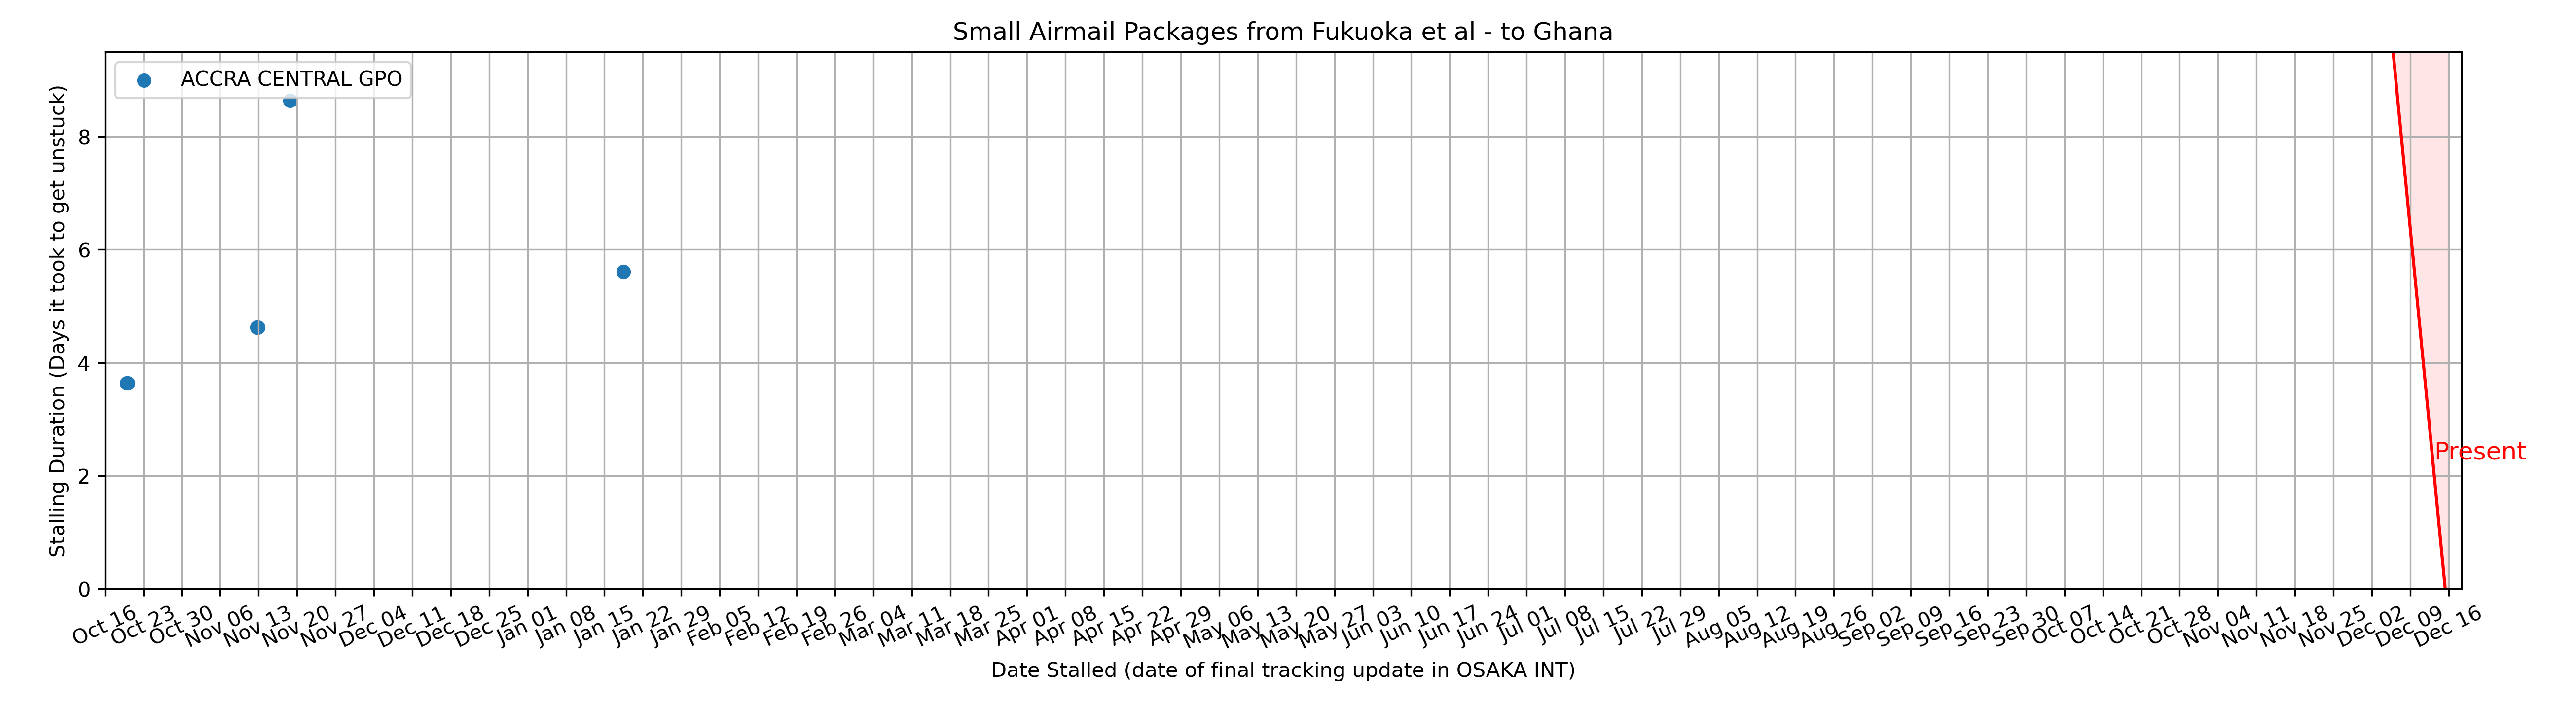 Small Airmail Packages from Fukuoka et al - to Ghana
ACCRA CENTRAL GPO
Stalling Duration (Days it took to get unstuck)
8
6
4
2
0
Present
Oct 16
Oct 23
Oct 30
Nov 06
Nov 13
Nov 20
Nov 27
Dec 04
Dec 11
Dec 18
Dec 25
Jan 01
Jan 08
Jan 15
Jan 22
Jan 29
Feb 05
Feb 12
Feb 19
Feb 26
Mar 04
Mar 11
Mar 18
Mar 25
Apr 01
Apr 08
Apr 15
Apr 22
Apr 29
May 06
May 13
May 20
May 27
Jun 03
Jun 10
Jun 17
Jun 24
Jul 01
Jul 08
Jul 15
Jul 22
Jul 29
Aug 05
Aug 12
Aug 19
Aug 26
Sep 02
Sep 09
Sep 16
Sep 23
Sep 30
Oct 07
Oct 14
Oct 21
Oct 28
Nov 04
Nov 11
Nov 18
Nov 25
Dec 02
Dec 09
Dec 16
Date Stalled (date of final tracking update in OSAKA INT)